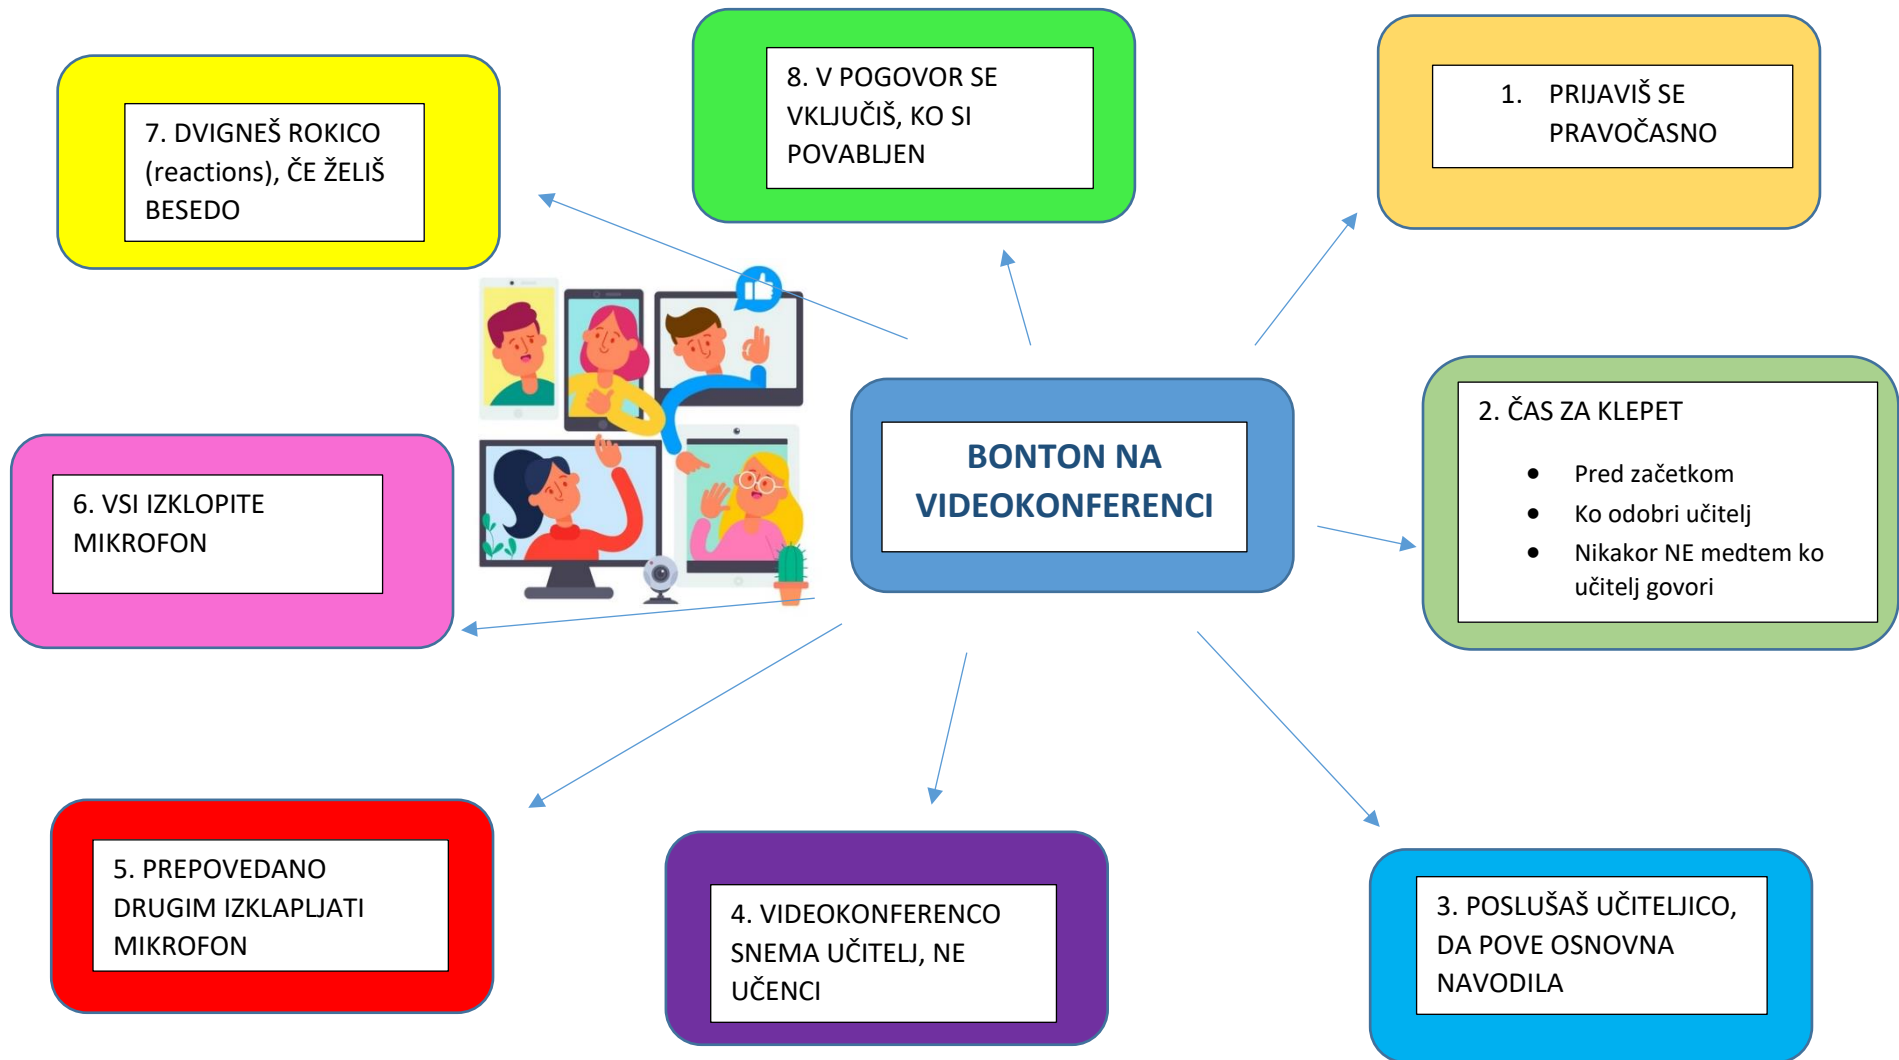 BONTON NA
VIDEOKONFERENCI
1. PRIJAVIŠ SE
PRAVOČASNO
2. ČAS ZA KLEPET
• Pred začetkom
• Ko odobri učitelj
• Nikakor NE medtem ko
učitelj govori
3. POSLUŠAŠ UČITELJICO,
DA POVE OSNOVNA
NAVODILA
4. VIDEOKONFERENCO
SNEMA UČITELJ, NE
UČENCI
5. PREPOVEDANO
DRUGIM IZKLAPLJATI
MIKROFON
6. VSI IZKLOPITE
MIKROFON
7. DVIGNEŠ ROKICO
(reactions), ČE ŽELIŠ
BESEDO
8. V POGOVOR SE
VKLJUČIŠ, KO SI
POVABLJEN